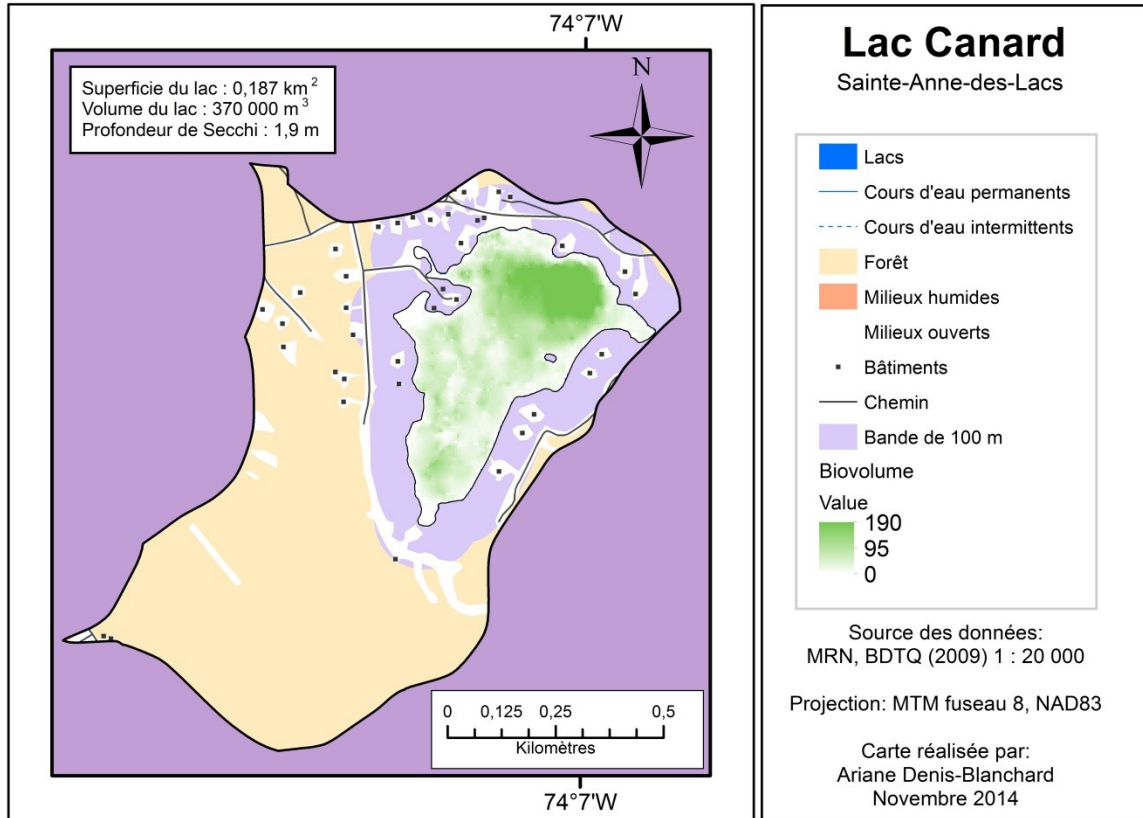 74°7'W
Superficie du lac : 0,187 km²
Volume du lac : 370 000 m³
Profondeur de Secchi : 1,9 m
N
0 0,125 0,25 0,5
Kilomètres
74°7'W
Lac Canard
Sainte-Anne-des-Lacs
Lacs
Cours d'eau permanents
Cours d'eau intermittents
Forêt
Milieux humides
Milieux ouverts
Bâtiments
Chemin
Bande de 100 m
Biovolume
Value
190
95
0
Source des données:
MRN, BDTQ (2009) 1 : 20 000
Projection: MTM fuseau 8, NAD83
Carte réalisée par:
Ariane Denis-Blanchard
Novembre 2014